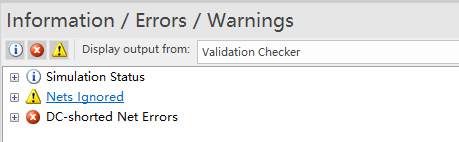 Information / Errors / Warnings
Display output from: Validation Checker
Simulation Status
Nets Ignored
DC-shorted Net Errors